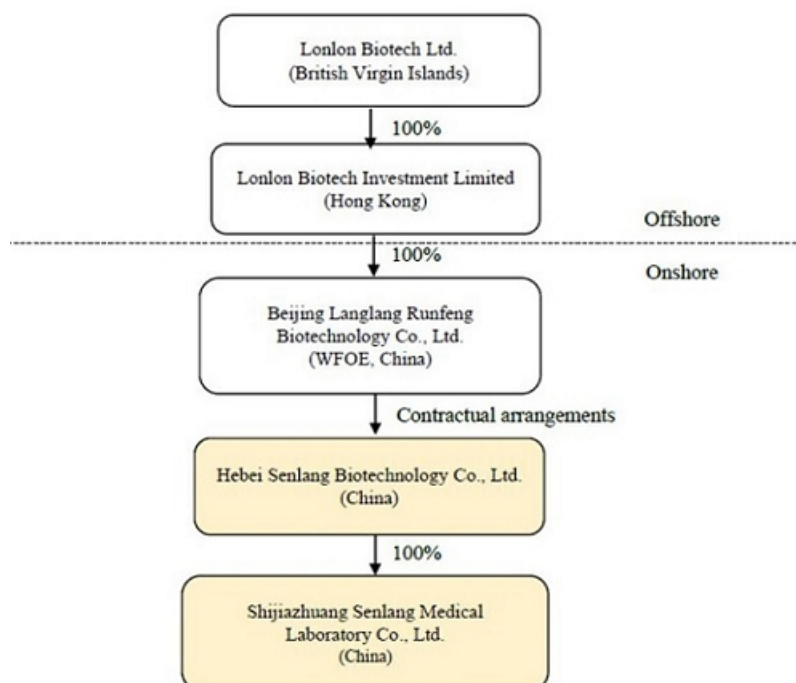 Lonlon Biotech Ltd.
(British Virgin Islands)
100%
Lonlon Biotech Investment Limited
(Hong Kong)
Offshore
100%
Onshore
Beijing Langlang Runfeng
Biotechnology Co., Ltd.
(WFOE, China)
Contractual arrangements
Hebei Senlang Biotechnology Co., Ltd.
(China)
100%
Shijiazhuang Senlang Medical
Laboratory Co., Ltd.
(China)